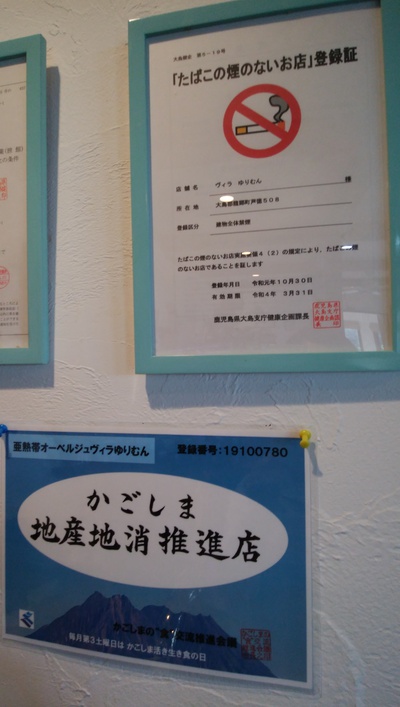 大島健企 第5-18号
「たばこの煙のないお店」登録証
店舗名 ヴィラ ゆりむん 様
所在地 大島郡龍郷町芦徳508
登録区分 建物全体禁煙
たばこの煙のないお店実施要領4(2)の規定により、たばこの煙
のないお店であることを証します
登録年月日 令和元年10月30日
有効期限 令和4年3月31日
鹿児島県大島支庁健康企画課長
亜熱帯オーベルジュヴィラゆりむん 登録番号:19100780
かごしま
地産地消推進店
かごしまの"食"交流推進会議
毎月第3土曜日は かごしま活き生き食の日